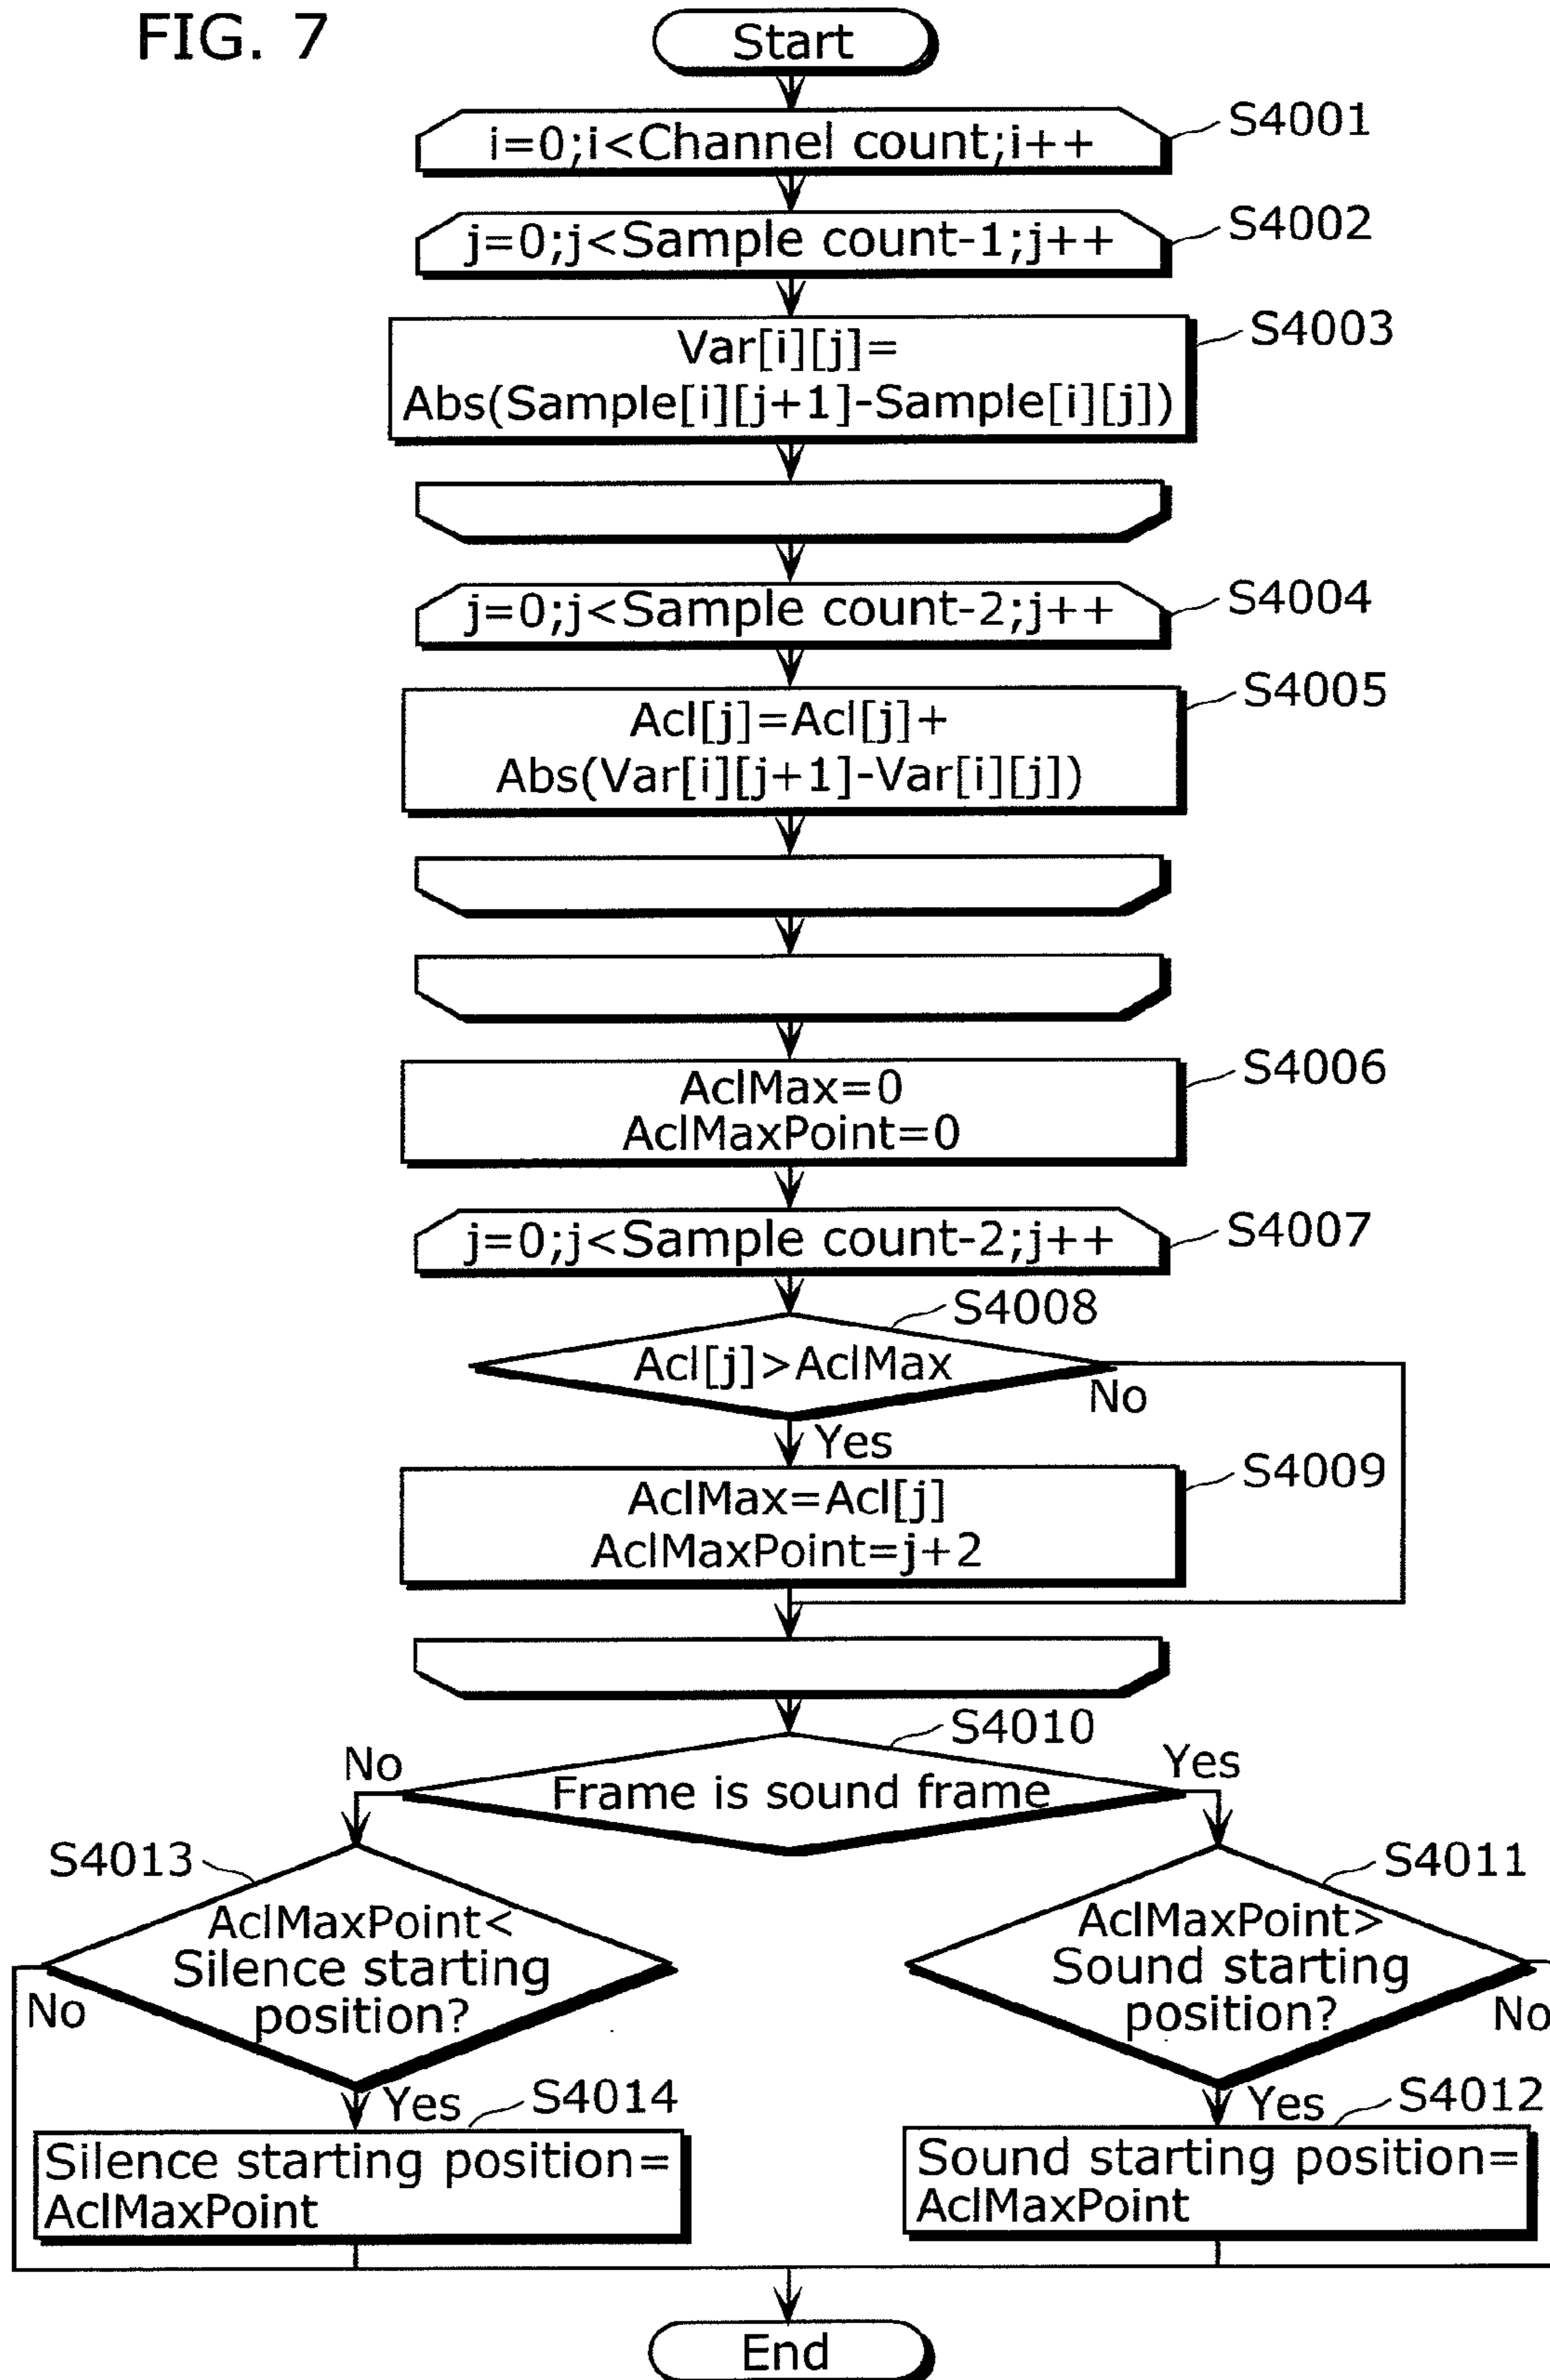 FIG. 7
Start
i=0;i<Channel count;i++
S4001
j=0;j<Sample count-1;j++
S4002
Var[i][j]=
Abs(Sample[i][j+1]-Sample[i][j])
S4003
j=0;j<Sample count-2;j++
S4004
Acl[j]=Acl[j]+
Abs(Var[i][j+1]-Var[i][j])
S4005
AclMax=0
AclMaxPoint=0
S4006
j=0;j<Sample count-2;j++
S4007
S4008
Acl[j]>AclMax
No
Yes
AclMax=Acl[j]
AclMaxPoint=j+2
S4009
S4010
No
Frame is sound frame
Yes
S4013
AclMaxPoint<
Silence starting
position?
No
Yes
S4014
Silence starting position=
AclMaxPoint
S4011
AclMaxPoint>
Sound starting
position?
No
Yes
S4012
Sound starting position=
AclMaxPoint
End